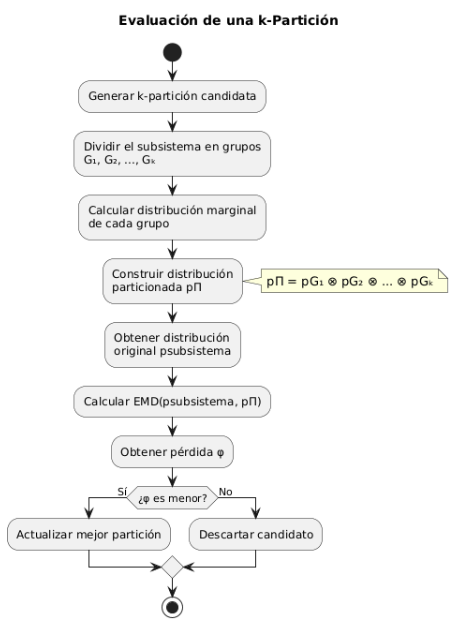 Evaluación de una k-Partición
Generar k-partición candidata
Dividir el subsistema en grupos
G₁, G₂, ..., Gₖ
Calcular distribución marginal
de cada grupo
Construir distribución
particionada pΠ
pΠ = pG₁ ⊗ pG₂ ⊗ ... ⊗ pGₖ
Obtener distribución
original psubsistema
Calcular EMD(psubsistema, pΠ)
Obtener pérdida φ
¿φ es menor?
Sí
No
Actualizar mejor partición
Descartar candidato